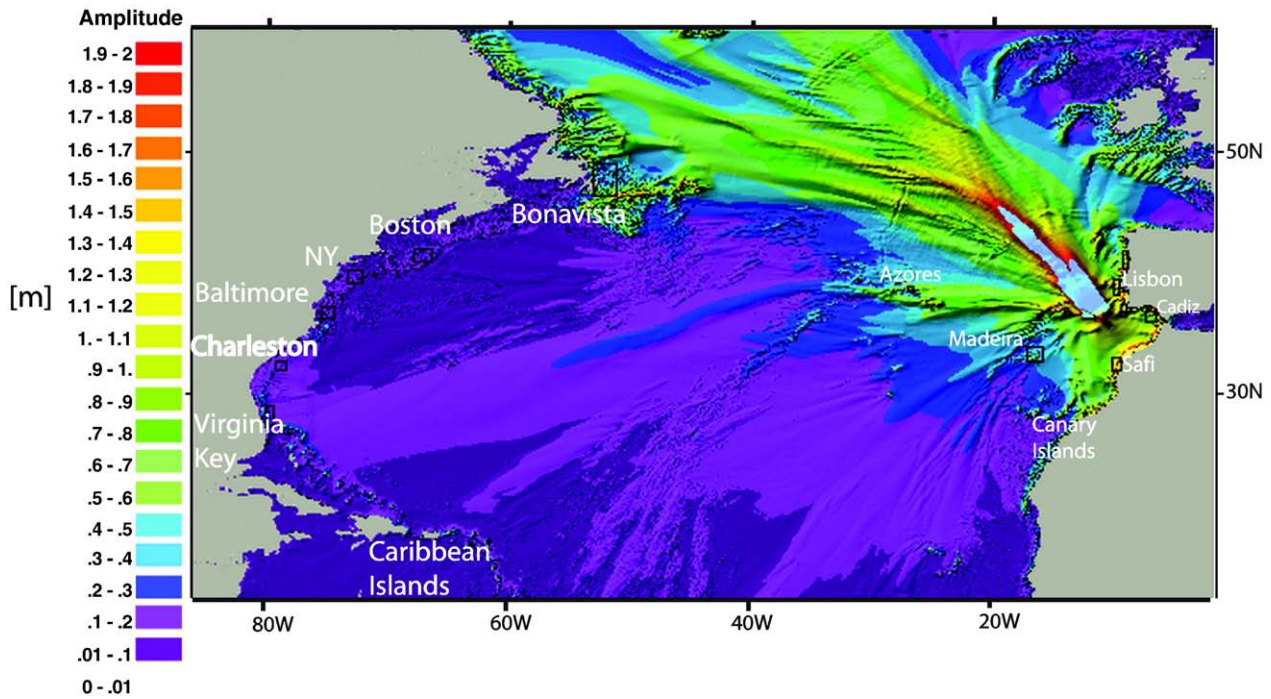 Amplitude
1.9 - 2
1.8 - 1.9
1.7 - 1.8
1.6 - 1.7
1.5 - 1.6
1.4 - 1.5
1.3 - 1.4
1.2 - 1.3
1.1 - 1.2
1. - 1.1
.9 - 1.
.8 - .9
.7 - .8
.6 - .7
.5 - .6
.4 - .5
.3 - .4
.2 - .3
.1 - .2
.01 - .1
0 - .01
[m]
Boston
Bonavista
NY
Baltimore
Charleston
Virginia
Key
Caribbean
Islands
Azores
Lisbon
Cadiz
Madeira
Safi
Canary
Islands
50N
30N
80W
60W
40W
20W